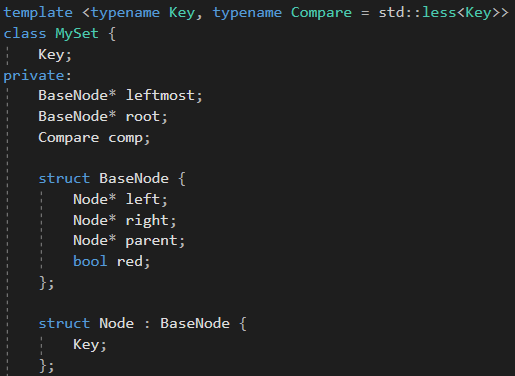 template <typename Key, typename Compare = std::less<Key>>
class MySet {
    Key;
private:
    BaseNode* leftmost;
    BaseNode* root;
    Compare comp;

    struct BaseNode {
        Node* left;
        Node* right;
        Node* parent;
        bool red;
    };

    struct Node : BaseNode {
        Key;
    };